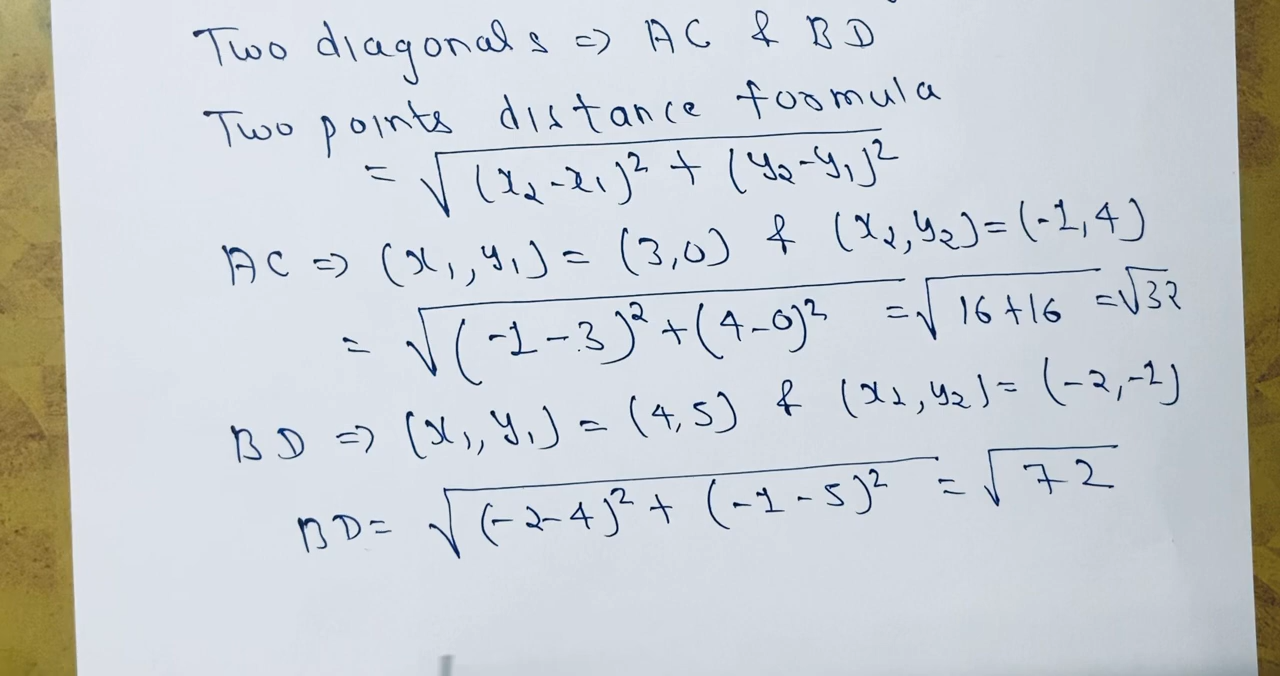 Two diagonals => AC & BD
Two points distance formula
= √(x₂-x₁)² + (y₂-y₁)²
AC => (x₁,y₁) = (3,0) & (x₂,y₂)=(-1,4)
= √(-1-3)²+(4-0)² = √16+16 = √32
BD => (x₁,y₁) = (4,5) & (x₂,y₂)= (-2,-1)
BD= √(-2-4)²+ (-1-5)² = √72